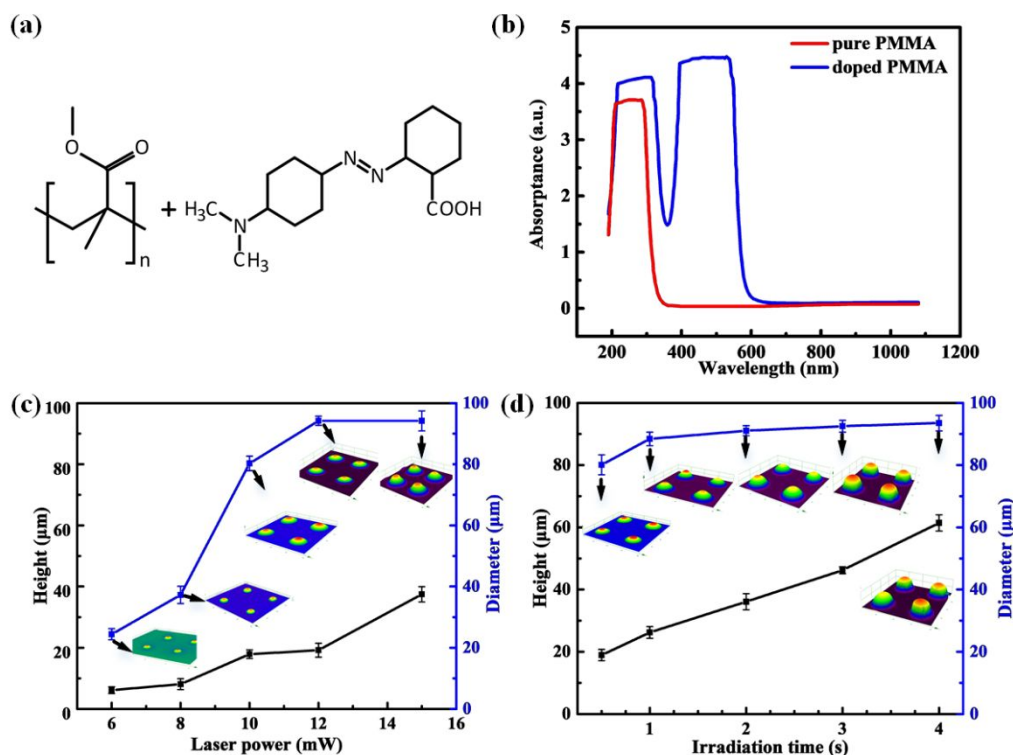 (a)
O
O
n
+
N
N
H₃C
N
CH₃
COOH
(b)
pure PMMA
doped PMMA
Absorptance (a.u.)
5
4
3
2
1
0
200 400 600 800 1000 1200
Wavelength (nm)
(c)
Height (μm)
100
80
60
40
20
0
6 8 10 12 14 16
Laser power (mW)
100
80
60
40
20
0
Diameter (μm)
(d)
Height (μm)
100
80
60
40
20
0
1 2 3 4
Irradiation time (s)
100
80
60
40
20
0
Diameter (μm)